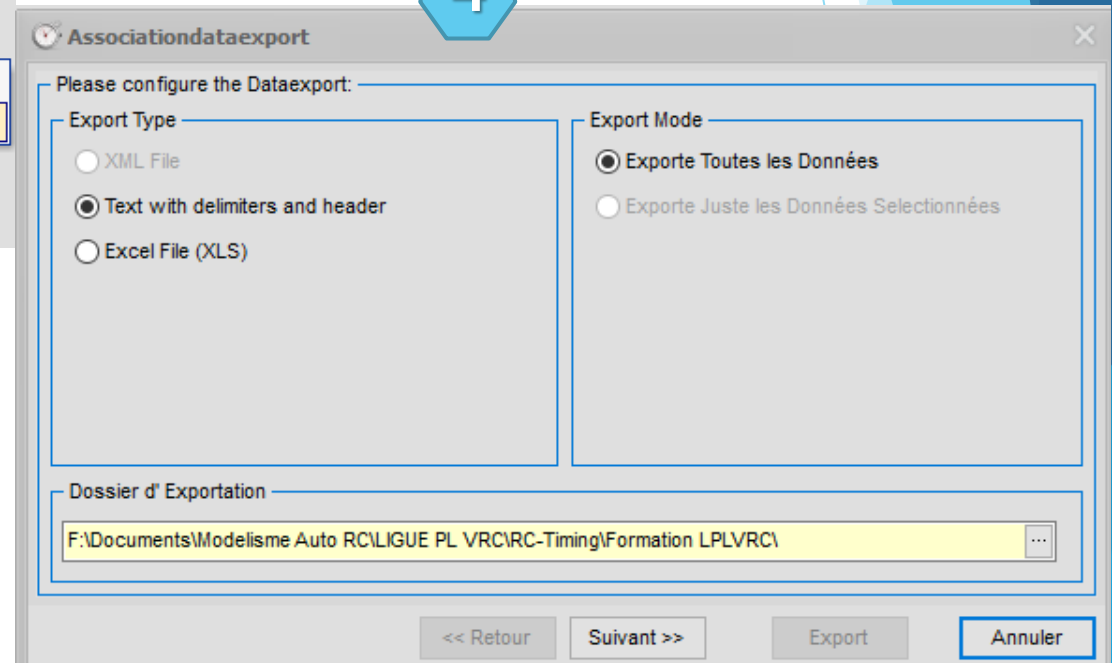 4
Associationdataexport
Please configure the Dataexport:
Export Type
XML File
Text with delimiters and header
Excel File (XLS)
Export Mode
Exporte Toutes les Données
Exporte Juste les Données Selectionnées
Dossier d' Exportation
F:\Documents\Modelisme Auto RC\LIGUE PL VRC\RC-Timing\Formation LPLVRC\
...
<< Retour
Suivant >>
Export
Annuler